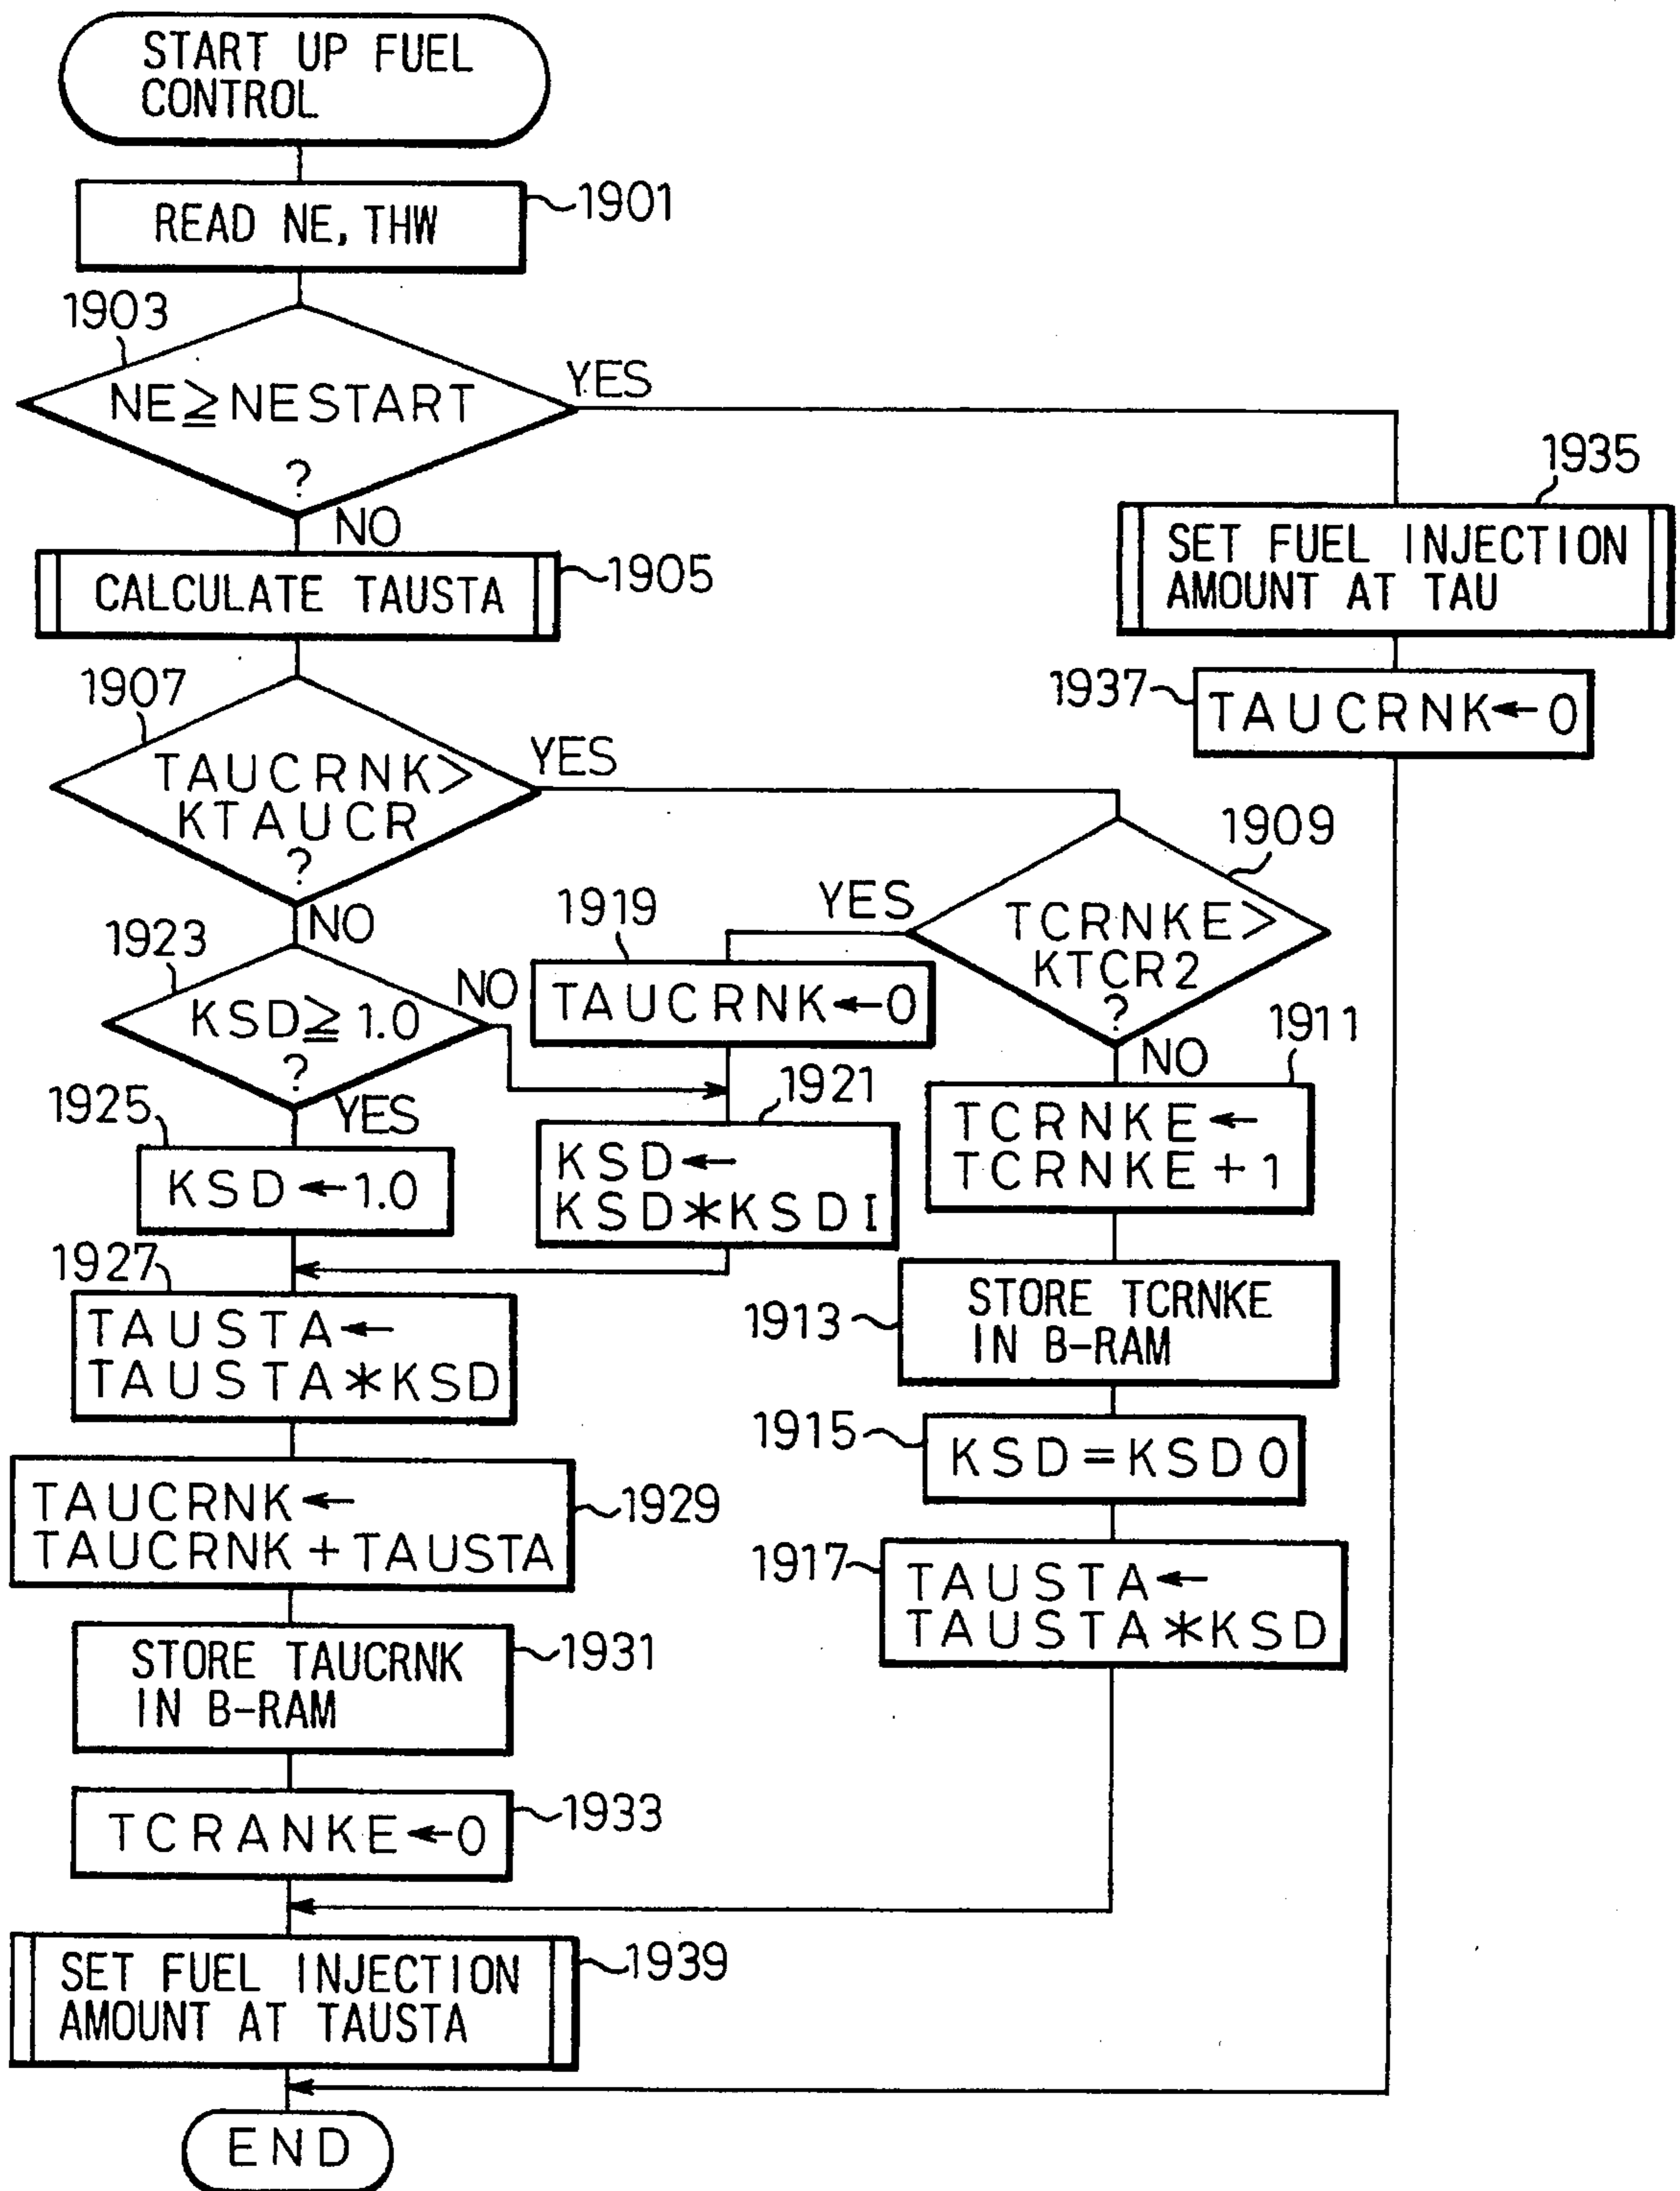 START UP FUEL
CONTROL
READ NE, THW
1901
1903
NE≧NESTART
?
YES
NO
CALCULATE TAUSTA
1905
1935
SET FUEL INJECTION
AMOUNT AT TAU
1937
TAUCRNK←0
1907
TAUCRNK>
KTAUCR
?
YES
NO
1909
TCRNKE>
KTCR2
?
YES
NO
1919
TAUCRNK←0
1923
KSD≧1.0
?
NO
YES
1911
TCRNKE←
TCRNKE+1
1921
KSD←
KSD*KSDI
1925
KSD←1.0
1913
STORE TCRNKE
IN B-RAM
1927
TAUSTA←
TAUSTA*KSD
1915
KSD=KSD0
1929
TAUCRNK←
TAUCRNK+TAUSTA
1917
TAUSTA←
TAUSTA*KSD
1931
STORE TAUCRNK
IN B-RAM
1933
TCRANKE←0
1939
SET FUEL INJECTION
AMOUNT AT TAUSTA
END